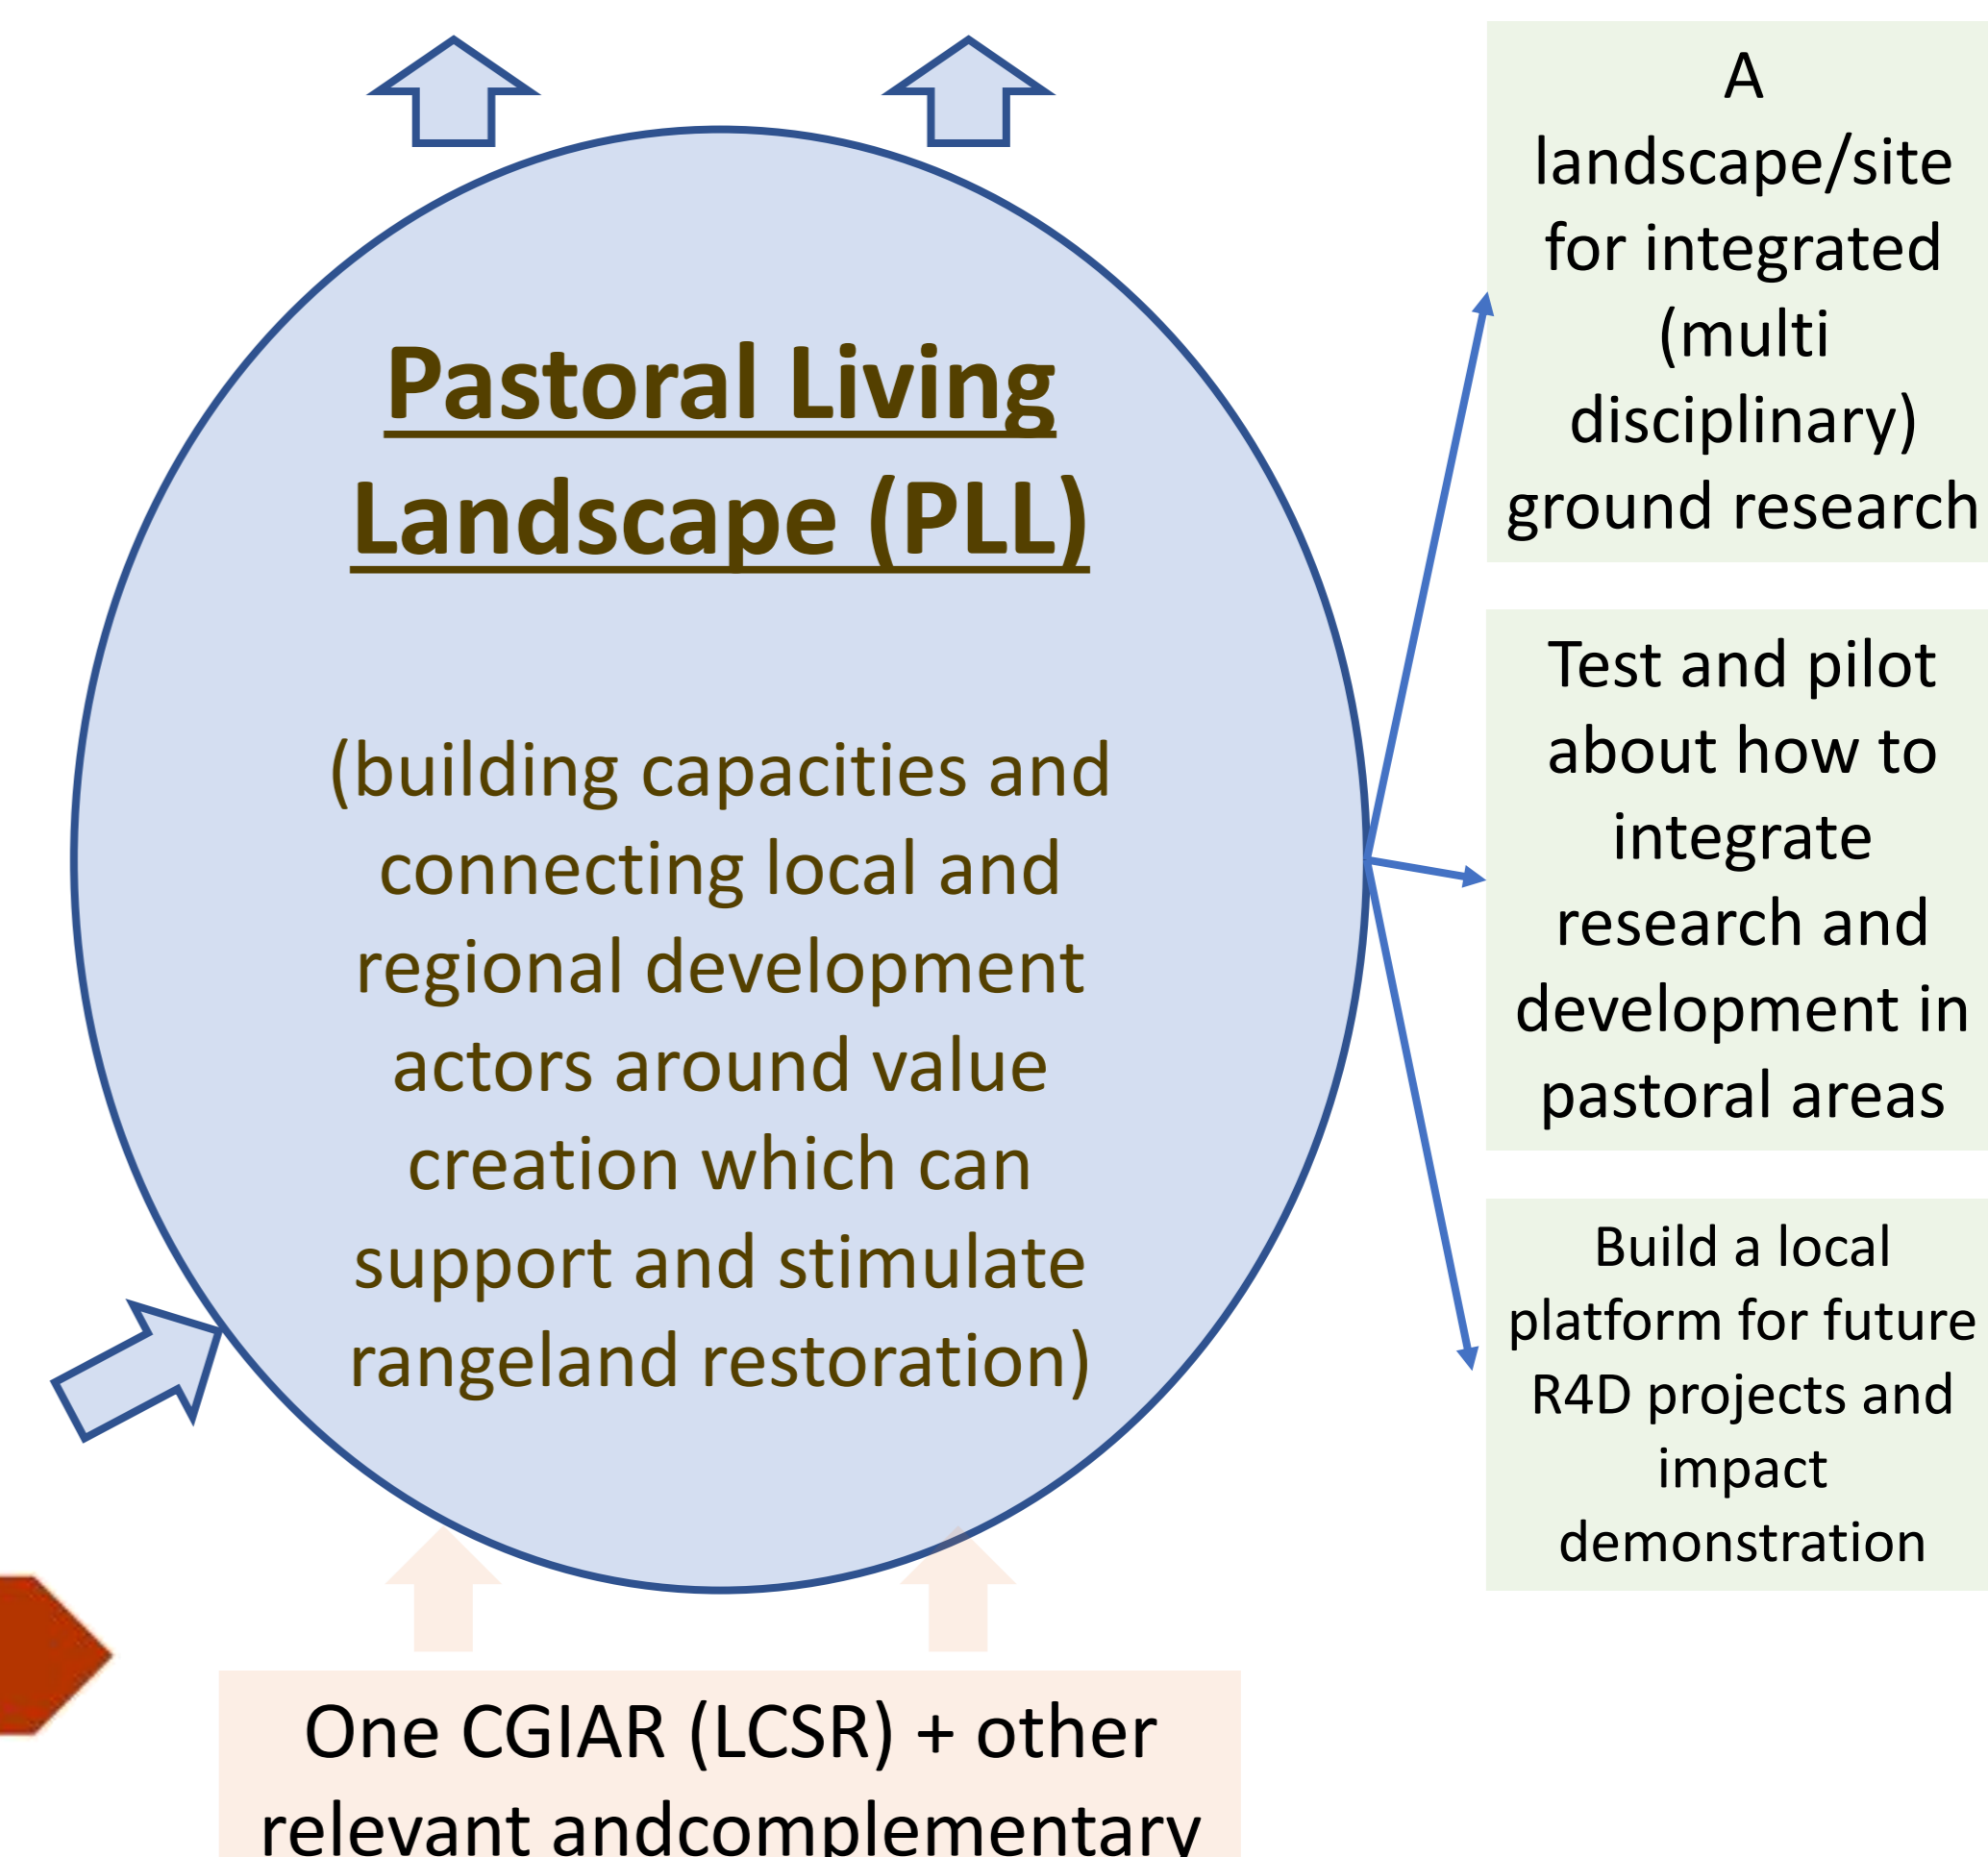 Pastoral Living
Landscape (PLL)
(building capacities and
connecting local and
regional development
actors around value
creation which can
support and stimulate
rangeland restoration)
A
landscape/site
for integrated
(multi
disciplinary)
ground research
Test and pilot
about how to
integrate
research and
development in
pastoral areas
Build a local
platform for future
R4D projects and
impact
demonstration
One CGIAR (LCSR) + other
relevant andcomplementary